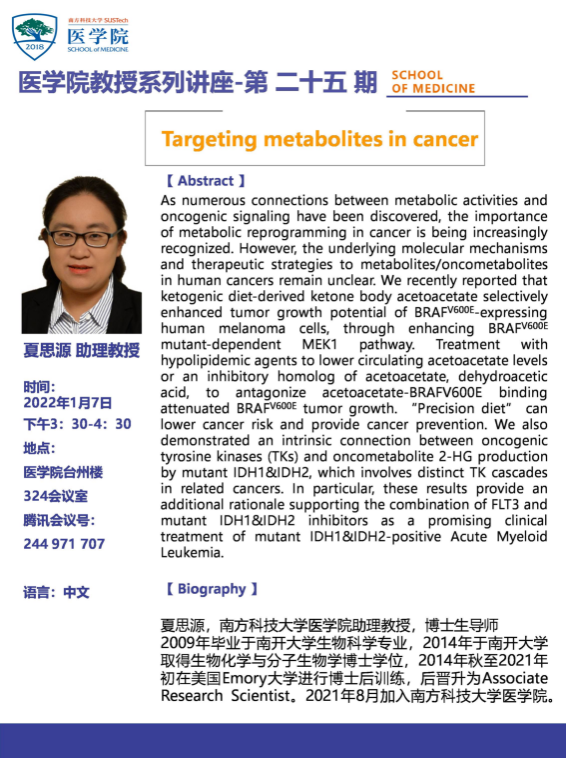 南方科技大学 SUSTech
医学院
SCHOOL of MEDICINE
2018
医学院教授系列讲座-第 二十五 期
SCHOOL
OF MEDICINE
Targeting metabolites in cancer
【 Abstract 】
As numerous connections between metabolic activities and
oncogenic signaling have been discovered, the importance
of metabolic reprogramming in cancer is being increasingly
recognized. However, the underlying molecular mechanisms
and therapeutic strategies to metabolites/oncometabolites
in human cancers remain unclear. We recently reported that
ketogenic diet-derived ketone body acetoacetate selectively
enhanced tumor growth potential of BRAFV600E-expressing
human melanoma cells, through enhancing BRAFV600E
mutant-dependent MEK1 pathway. Treatment with
hypolipidemic agents to lower circulating acetoacetate levels
or an inhibitory homolog of acetoacetate, dehydroacetic
acid, to antagonize acetoacetate-BRAFV600E binding
attenuated BRAFV600E tumor growth. “Precision diet” can
lower cancer risk and provide cancer prevention. We also
demonstrated an intrinsic connection between oncogenic
tyrosine kinases (TKs) and oncometabolite 2-HG production
by mutant IDH1&IDH2, which involves distinct TK cascades
in related cancers. In particular, these results provide an
additional rationale supporting the combination of FLT3 and
mutant IDH1&IDH2 inhibitors as a promising clinical
treatment of mutant IDH1&IDH2-positive Acute Myeloid
Leukemia.
夏思源 助理教授
时间：
2022年1月7日
下午3：30-4：30
地点：
医学院台州楼
324会议室
腾讯会议号：
244 971 707
语言：中文
【 Biography 】
夏思源，南方科技大学医学院助理教授，博士生导师
2009年毕业于南开大学生物科学专业，2014年于南开大学
取得生物化学与分子生物学博士学位，2014年秋至2021年
初在美国Emory大学进行博士后训练，后晋升为Associate
Research Scientist。2021年8月加入南方科技大学医学院。